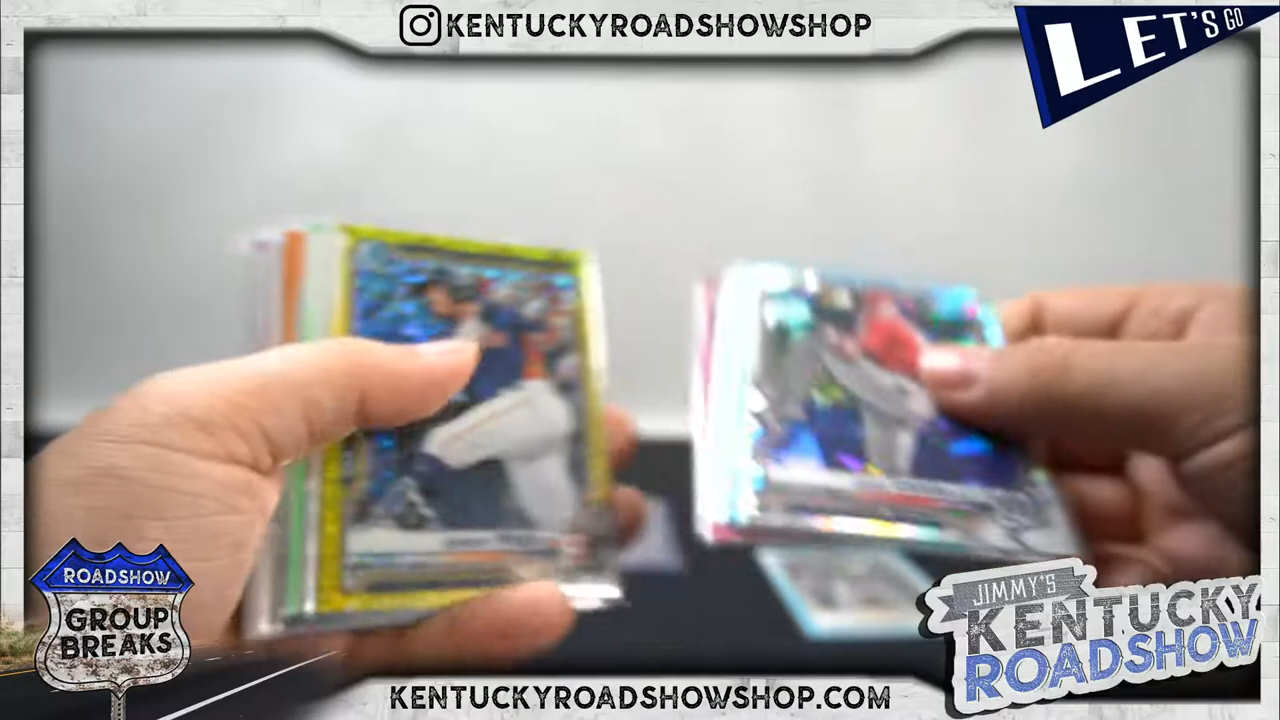 KENTUCKYROADSHOWSHOP
LET'S GO
ROADSHOW
GROUP
BREAKS
JIMMY'S
KENTUCKY
ROADSHOW
KENTUCKYROADSHOWSHOP.COM